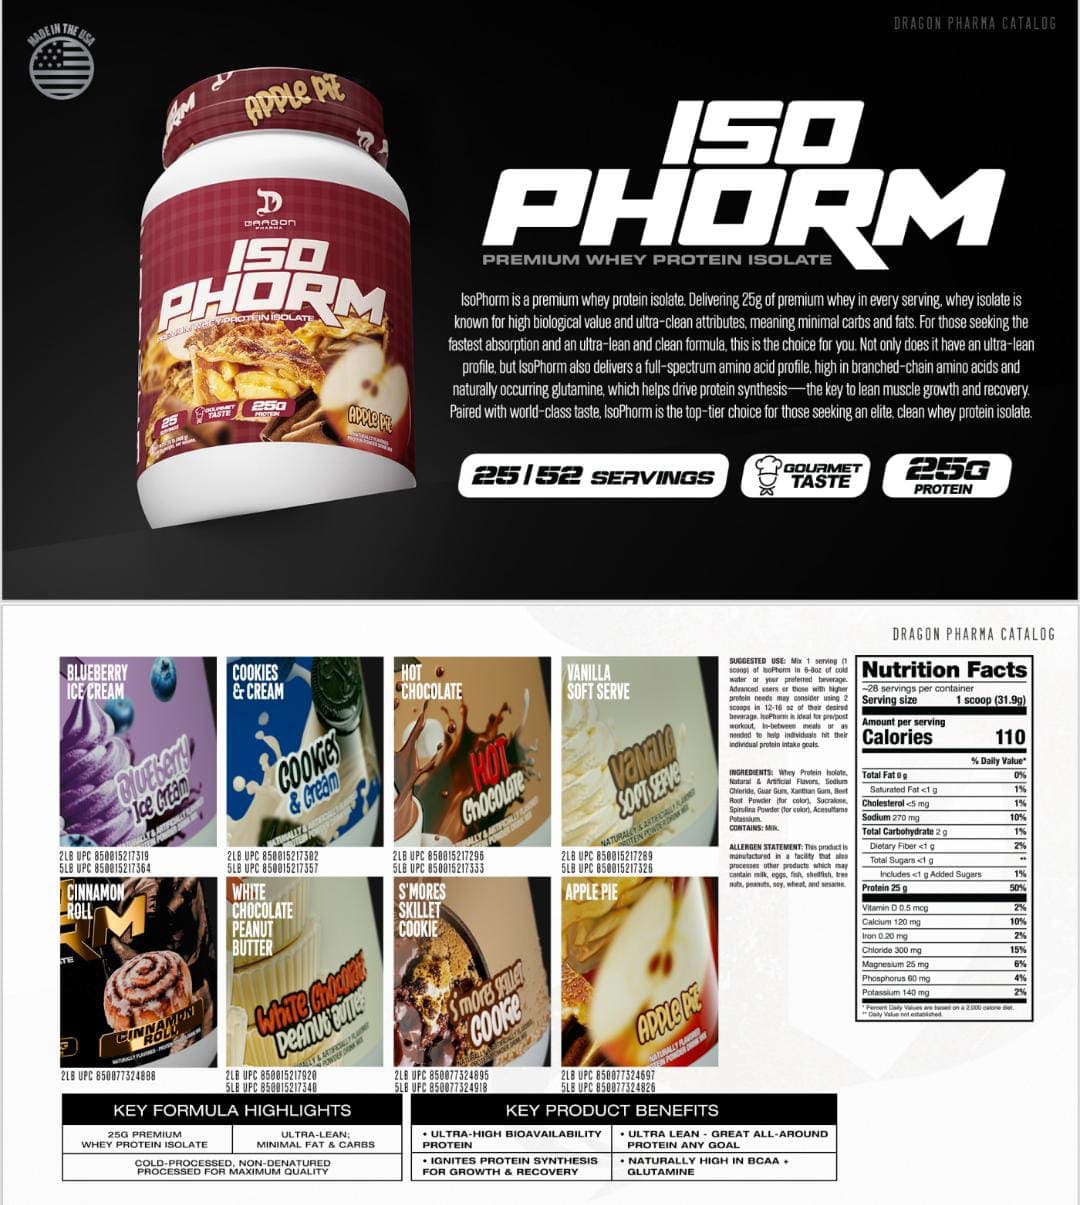 MADE IN THE USA
DRAGON PHARMA CATALOG
APPLE PIE
DRAGON
PHARMA
ISO
PHORM
PREMIUM WHEY PROTEIN ISOLATE
25
SERVINGS
GOURMET
TASTE
25G
PROTEIN
APPLE PIE
ISO
PHORM
PREMIUM WHEY PROTEIN ISOLATE
IsoPhorm is a premium whey protein isolate. Delivering 25g of premium whey in every serving, whey isolate is
known for high biological value and ultra-clean attributes, meaning minimal carbs and fats. For those seeking the
fastest absorption and an ultra-lean and clean formula, this is the choice for you. Not only does it have an ultra-lean
profile, but IsoPhorm also delivers a full-spectrum amino acid profile, high in branched-chain amino acids and
naturally occurring glutamine, which helps drive protein synthesis—the key to lean muscle growth and recovery.
Paired with world-class taste, IsoPhorm is the top-tier choice for those seeking an elite, clean whey protein isolate.
25 / 52 SERVINGS
GOURMET
TASTE
25G
PROTEIN
DRAGON PHARMA CATALOG
BLUEBERRY
ICE CREAM
Blueberry
Ice Cream
2LB UPC 850015217319
5LB UPC 850015217364
COOKIES
& CREAM
Cookies
& Cream
2LB UPC 850015217302
5LB UPC 850015217357
HOT
CHOCOLATE
HOT
Chocolate
2LB UPC 850015217296
5LB UPC 850015217333
VANILLA
SOFT SERVE
Vanilla
SOFT SERVE
2LB UPC 850015217289
5LB UPC 850015217326
CINNAMON
ROLL
CINNAMON
ROLL
2LB UPC 850077324888
WHITE
CHOCOLATE
PEANUT
BUTTER
White Chocolate
Peanut Butter
2LB UPC 850015217920
5LB UPC 850015217340
S'MORES
SKILLET
COOKIE
S'MORES SKILLET
COOKIE
2LB UPC 850077324895
5LB UPC 850077324918
APPLE PIE
APPLE PIE
2LB UPC 850077324697
5LB UPC 850077324826
SUGGESTED USE: Mix 1 serving (1
scoop) of IsoPhorm in 6-8oz of cold
water or your preferred beverage.
Advanced users or those with higher
protein needs may consider using 2
scoops in 12-16 oz of their desired
beverage. IsoPhorm is ideal for pre/post
workout, in-between meals or as
needed to help individuals hit their
individual protein intake goals.
INGREDIENTS: Whey Protein Isolate,
Natural & Artificial Flavors, Sodium
Chloride, Guar Gum, Xanthan Gum, Beet
Root Powder (for color), Sucralose,
Spirulina Powder (for color), Acesulfame
Potassium.
CONTAINS: Milk.
ALLERGEN STATEMENT: This product is
manufactured in a facility that also
processes other products which may
contain milk, eggs, fish, shellfish, tree
nuts, peanuts, soy, wheat, and sesame.
Nutrition Facts
~28 servings per container
Serving size 1 scoop (31.9g)
Amount per serving
Calories 110
% Daily Value*
Total Fat 0 g 0%
Saturated Fat <1 g 1%
Cholesterol <5 mg 1%
Sodium 270 mg 10%
Total Carbohydrate 2 g 1%
Dietary Fiber <1 g 2%
Total Sugars <1 g **
Includes <1 g Added Sugars 1%
Protein 25 g 50%
Vitamin D 0.5 mcg 2%
Calcium 120 mg 10%
Iron 0.20 mg 2%
Chloride 300 mg 15%
Magnesium 25 mg 6%
Phosphorus 60 mg 4%
Potassium 140 mg 2%
* Percent Daily Values are based on a 2,000 calorie diet.
** Daily Value not established.
KEY FORMULA HIGHLIGHTS
25G PREMIUM
WHEY PROTEIN ISOLATE
ULTRA-LEAN;
MINIMAL FAT & CARBS
COLD-PROCESSED, NON-DENATURED
PROCESSED FOR MAXIMUM QUALITY
KEY PRODUCT BENEFITS
• ULTRA-HIGH BIOAVAILABILITY
PROTEIN
• ULTRA LEAN - GREAT ALL-AROUND
PROTEIN ANY GOAL
• IGNITES PROTEIN SYNTHESIS
FOR GROWTH & RECOVERY
• NATURALLY HIGH IN BCAA +
GLUTAMINE